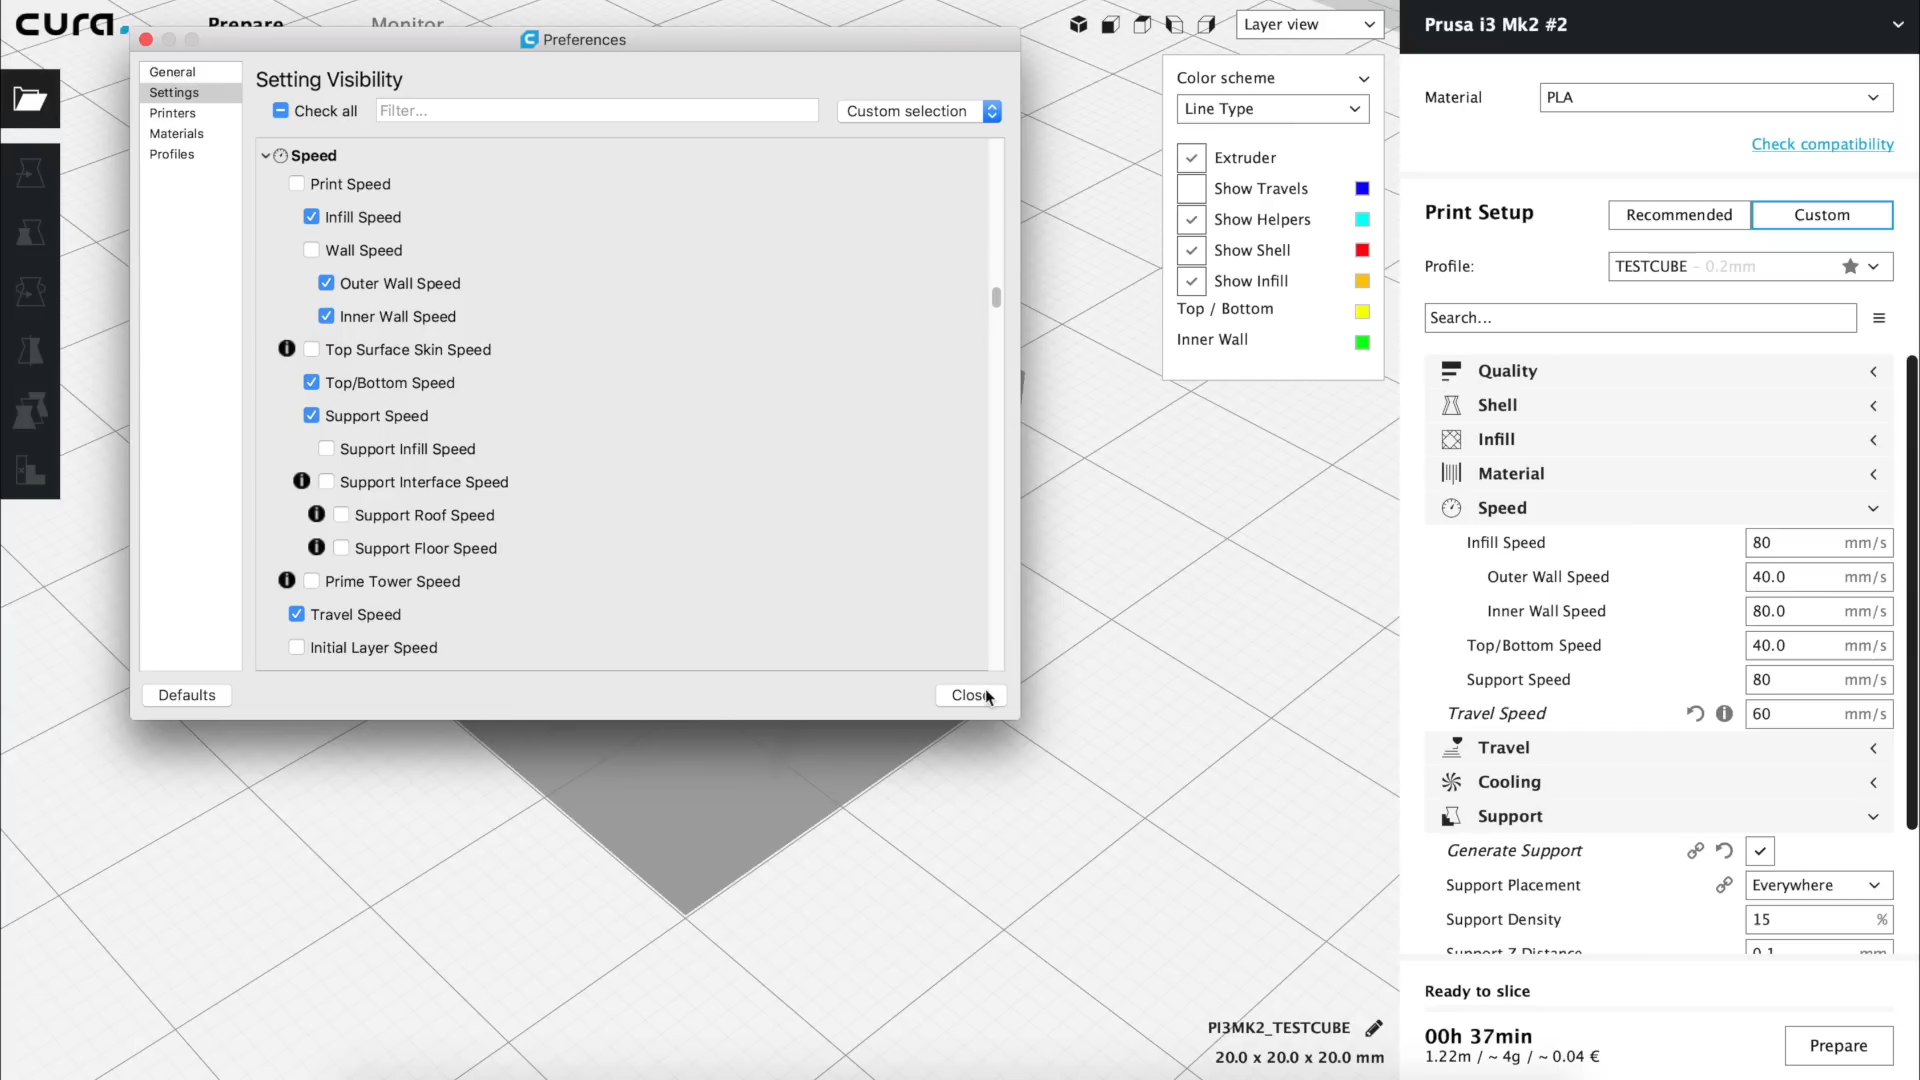 cura.
Prepare
Monitor
Layer view
Prusa i3 Mk2 #2
Preferences
General
Settings
Printers
Materials
Profiles
Setting Visibility
Check all
Filter...
Custom selection
Speed
Print Speed
Infill Speed
Wall Speed
Outer Wall Speed
Inner Wall Speed
Top Surface Skin Speed
Top/Bottom Speed
Support Speed
Support Infill Speed
Support Interface Speed
Support Roof Speed
Support Floor Speed
Prime Tower Speed
Travel Speed
Initial Layer Speed
Defaults
Close
Color scheme
Line Type
Extruder
Show Travels
Show Helpers
Show Shell
Show Infill
Top / Bottom
Inner Wall
Material PLA
Check compatibility
Print Setup Recommended Custom
Profile: TESTCUBE - 0.2mm
Search...
Quality
Shell
Infill
Material
Speed
Infill Speed 80 mm/s
Outer Wall Speed 40.0 mm/s
Inner Wall Speed 80.0 mm/s
Top/Bottom Speed 40.0 mm/s
Support Speed 80 mm/s
Travel Speed 60 mm/s
Travel
Cooling
Support
Generate Support
Support Placement Everywhere
Support Density 15 %
Support Z Distance 0.1 mm
Ready to slice
00h 37min
1.22m / ~ 4g / ~ 0.04 €
Prepare
PI3MK2_TESTCUBE
20.0 x 20.0 x 20.0 mm